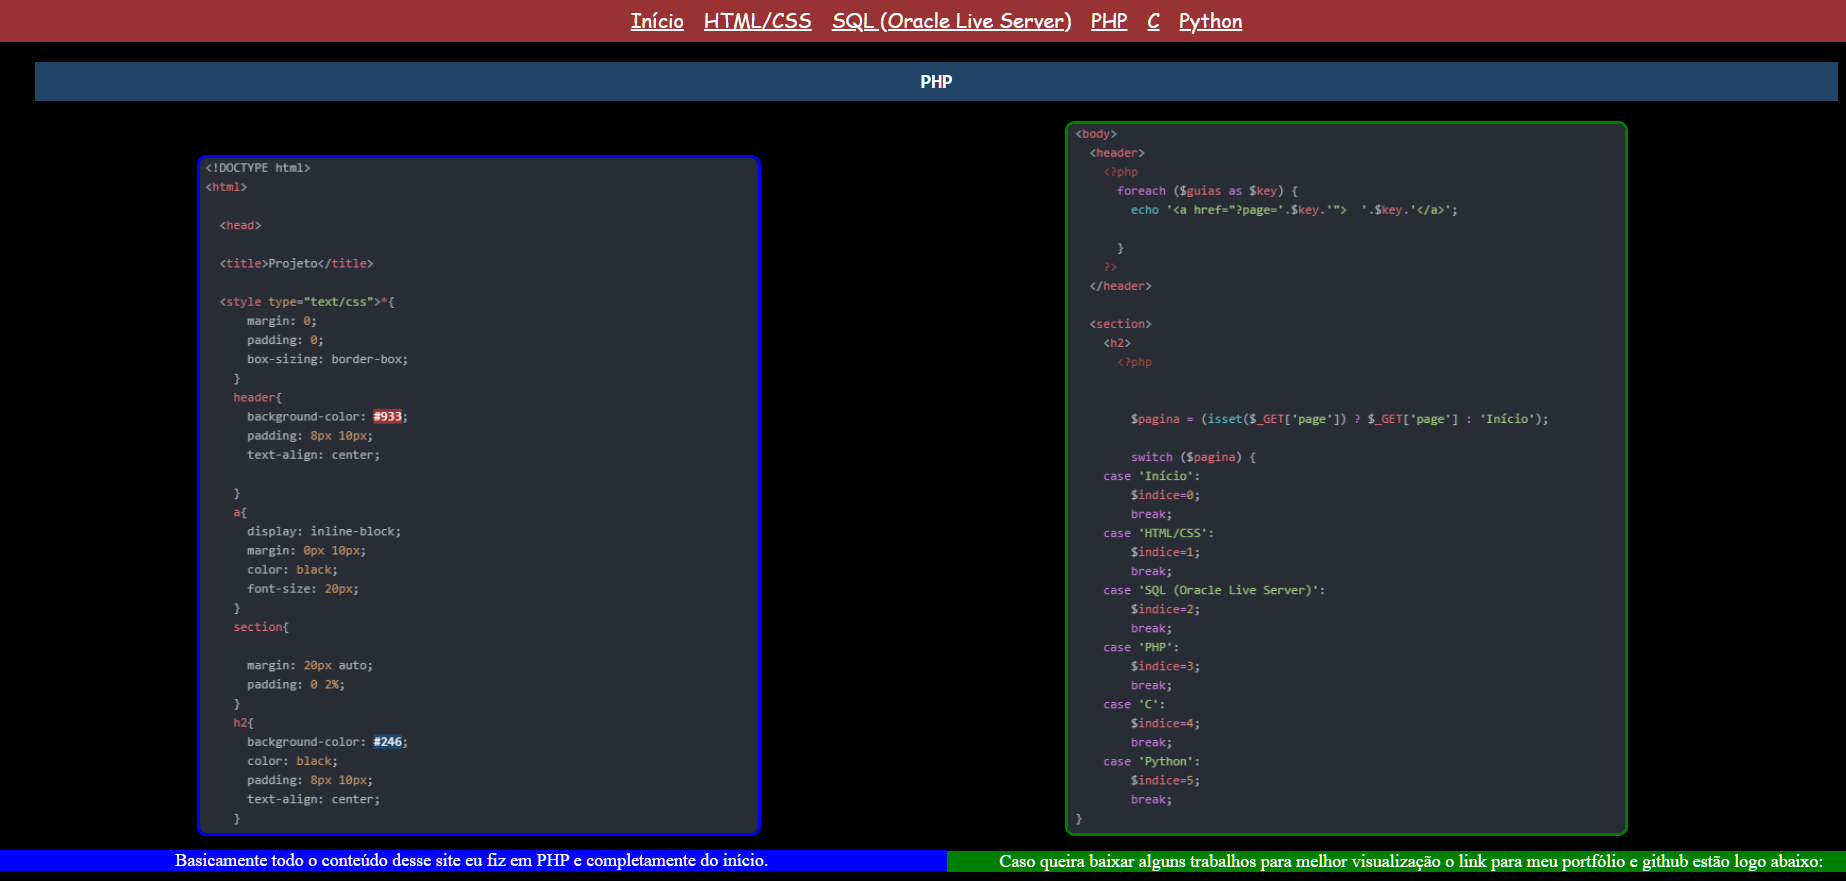 Início HTML/CSS SQL (Oracle Live Server) PHP C Python
PHP
<!DOCTYPE html>
<html>
<head>
<title>Projeto</title>
<style type="text/css">*{
margin: 0;
padding: 0;
box-sizing: border-box;
}
header{
background-color: #933;
padding: 8px 10px;
text-align: center;
}
a{
display: inline-block;
margin: 0px 10px;
color: black;
font-size: 20px;
}
section{
margin: 20px auto;
padding: 0 2%;
}
h2{
background-color: #246;
color: black;
padding: 8px 10px;
text-align: center;
}
<body>
<header>
<?php
foreach ($guias as $key) {
echo '<a href="?page='.$key.'">  '.$key.'</a>';
}
?>
</header>
<section>
<h2>
<?php
$pagina = (isset($_GET['page']) ? $_GET['page'] : 'Início');
switch ($pagina) {
case 'Início':
$indice=0;
break;
case 'HTML/CSS':
$indice=1;
break;
case 'SQL (Oracle Live Server)':
$indice=2;
break;
case 'PHP':
$indice=3;
break;
case 'C':
$indice=4;
break;
case 'Python':
$indice=5;
break;
}
Basicamente todo o conteúdo desse site eu fiz em PHP e completamente do início.
Caso queira baixar alguns trabalhos para melhor visualização o link para meu portfólio e github estão logo abaixo: